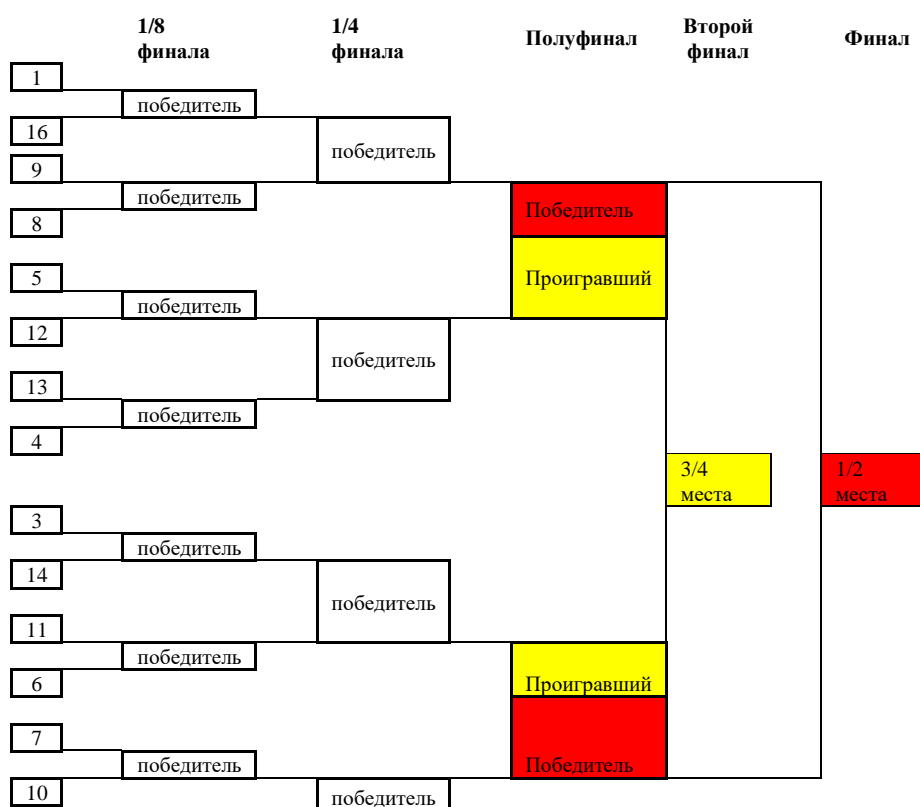 1/8
финала
1/4
финала
Полуфинал
Второй
финал
Финал
1
победитель
16
победитель
9
победитель
Победитель
8
5
Проигравший
победитель
12
победитель
13
победитель
4
3/4
места
1/2
места
3
победитель
14
победитель
11
победитель
6
Проигравший
7
победитель
Победитель
10
победитель